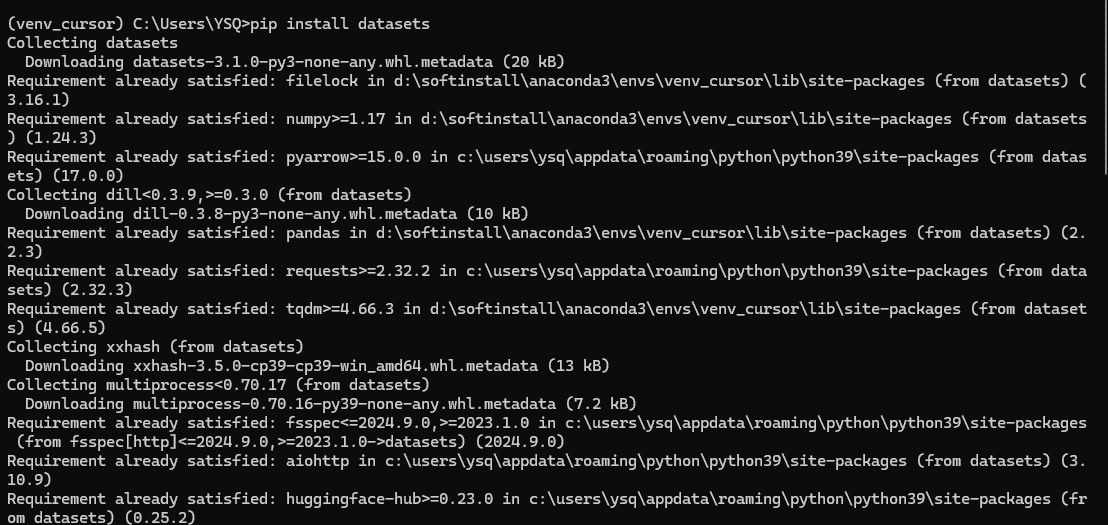 (venv_cursor) C:\Users\YSQ>pip install datasets
Collecting datasets
  Downloading datasets-3.1.0-py3-none-any.whl.metadata (20 kB)
Requirement already satisfied: filelock in d:\softinstall\anaconda3\envs\venv_cursor\lib\site-packages (from datasets) (
3.16.1)
Requirement already satisfied: numpy>=1.17 in d:\softinstall\anaconda3\envs\venv_cursor\lib\site-packages (from datasets
) (1.24.3)
Requirement already satisfied: pyarrow>=15.0.0 in c:\users\ysq\appdata\roaming\python\python39\site-packages (from datas
ets) (17.0.0)
Collecting dill<0.3.9,>=0.3.0 (from datasets)
  Downloading dill-0.3.8-py3-none-any.whl.metadata (10 kB)
Requirement already satisfied: pandas in d:\softinstall\anaconda3\envs\venv_cursor\lib\site-packages (from datasets) (2.
2.3)
Requirement already satisfied: requests>=2.32.2 in c:\users\ysq\appdata\roaming\python\python39\site-packages (from data
sets) (2.32.3)
Requirement already satisfied: tqdm>=4.66.3 in d:\softinstall\anaconda3\envs\venv_cursor\lib\site-packages (from dataset
s) (4.66.5)
Collecting xxhash (from datasets)
  Downloading xxhash-3.5.0-cp39-cp39-win_amd64.whl.metadata (13 kB)
Collecting multiprocess<0.70.17 (from datasets)
  Downloading multiprocess-0.70.16-py39-none-any.whl.metadata (7.2 kB)
Requirement already satisfied: fsspec<=2024.9.0,>=2023.1.0 in c:\users\ysq\appdata\roaming\python\python39\site-packages
 (from fsspec[http]<=2024.9.0,>=2023.1.0->datasets) (2024.9.0)
Requirement already satisfied: aiohttp in c:\users\ysq\appdata\roaming\python\python39\site-packages (from datasets) (3.
10.9)
Requirement already satisfied: huggingface-hub>=0.23.0 in c:\users\ysq\appdata\roaming\python\python39\site-packages (fr
om datasets) (0.25.2)